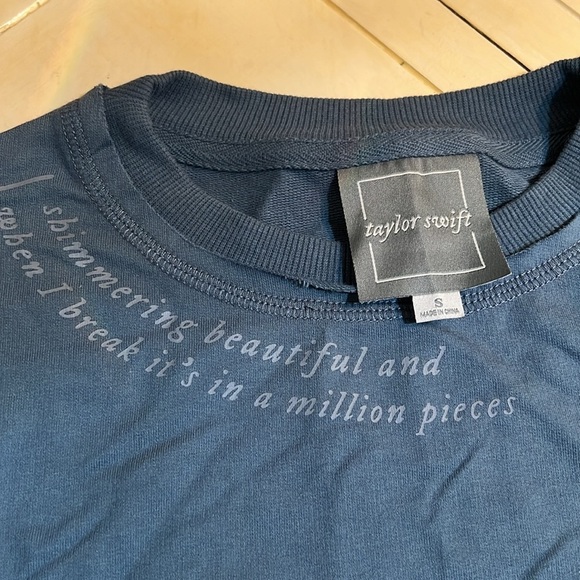 shimmering beautiful and
when I break it's in a million pieces
taylor swift
S
MADE IN CHINA